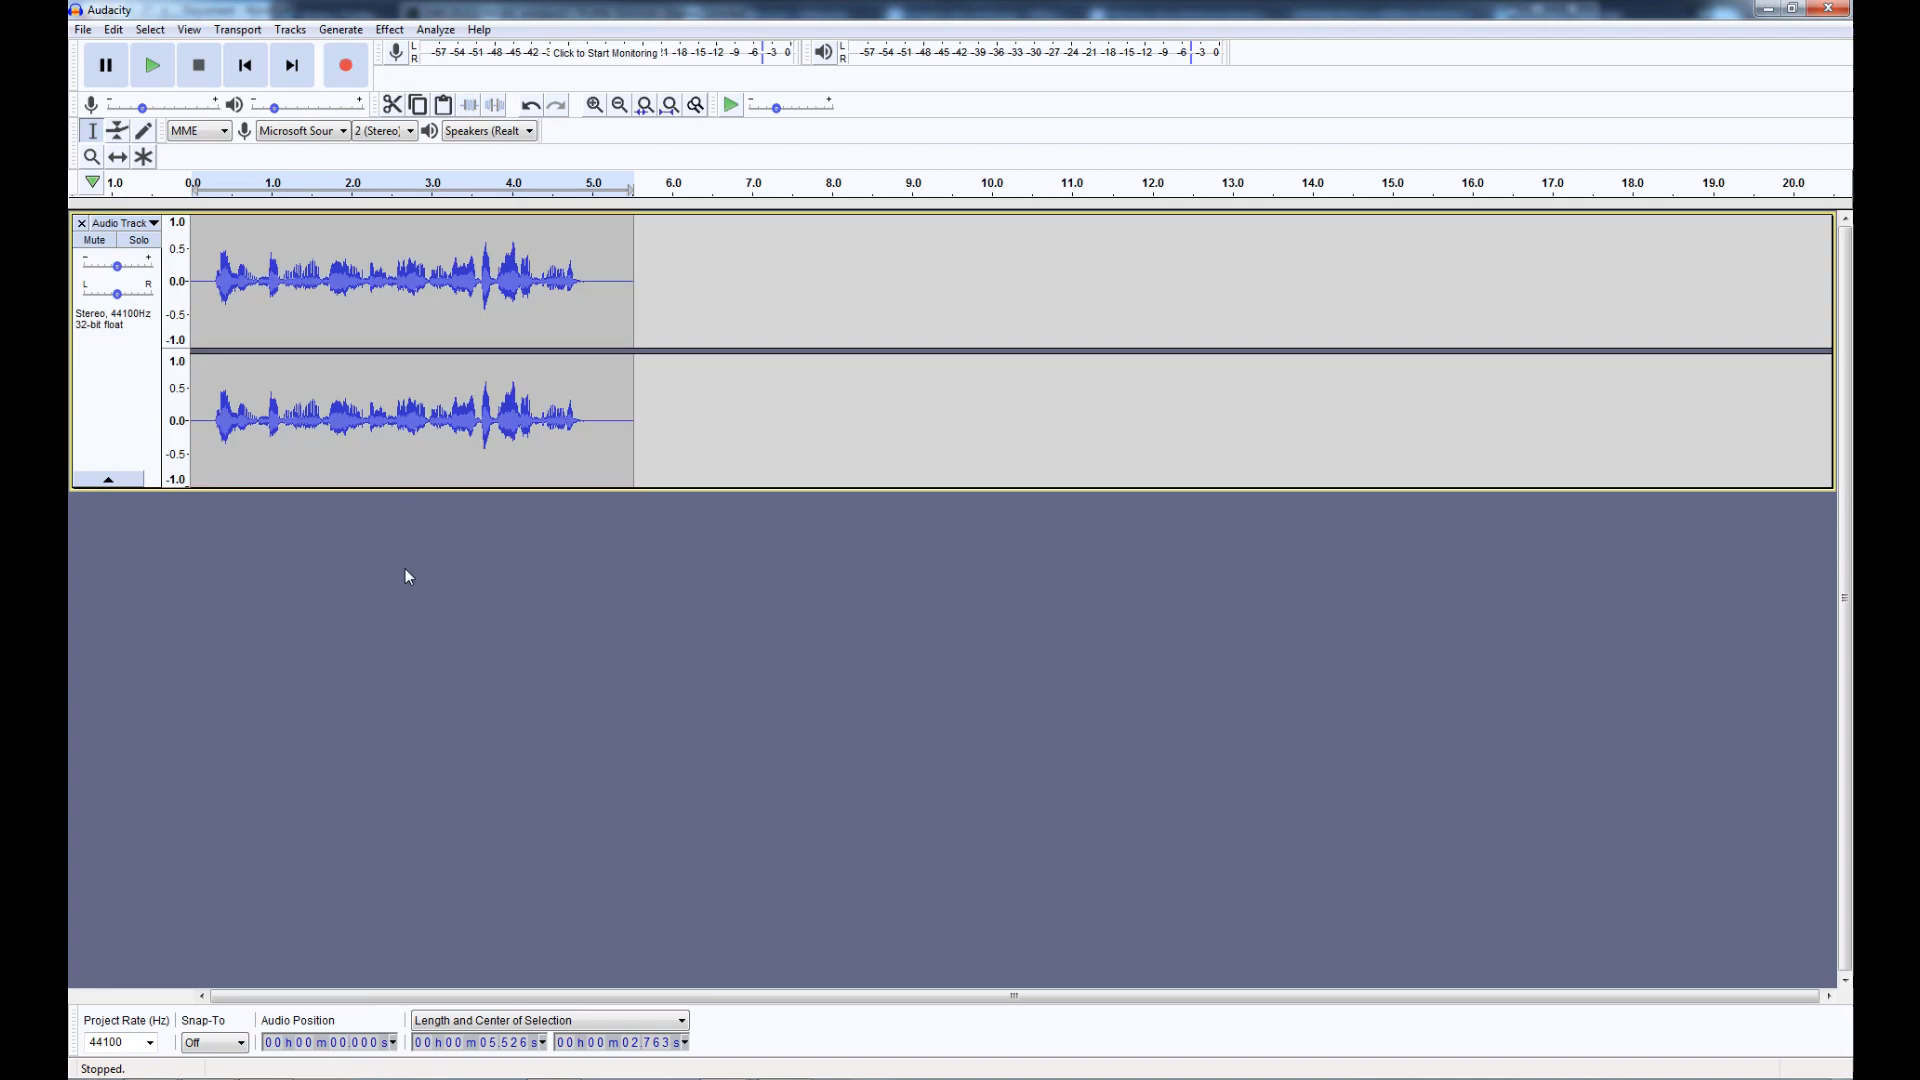 Audacity
File Edit Select View Transport Tracks Generate Effect Analyze Help
L
R
-57 -54 -51 -48 -45 -42 Click to Start Monitoring -18 -15 -12 -9 -6 -3 0
L
R
-57 -54 -51 -48 -45 -42 -39 -36 -33 -30 -27 -24 -21 -18 -15 -12 -9 -6 -3 0
MME Microsoft Sour 2 (Stereo) Speakers (Realt
1.0 0.0 1.0 2.0 3.0 4.0 5.0 6.0 7.0 8.0 9.0 10.0 11.0 12.0 13.0 14.0 15.0 16.0 17.0 18.0 19.0 20.0
Audio Track
Mute Solo
L R
Stereo, 44100Hz
32-bit float
1.0
0.5
0.0
-0.5
-1.0
1.0
0.5
0.0
-0.5
-1.0
Project Rate (Hz) Snap-To Audio Position Length and Center of Selection
44100 Off 00 h 00 m 00.000 s 00 h 00 m 05.526 s 00 h 00 m 02.763 s
Stopped.